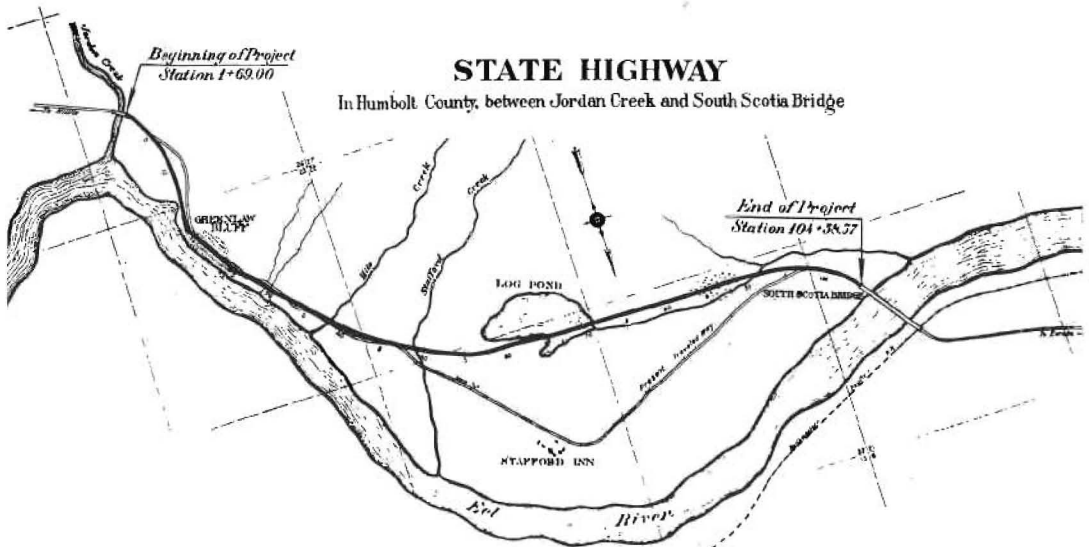 STATE HIGHWAY
In Humbolt County, between Jordan Creek and South Scotia Bridge
Jordan Creek
Beginning of Project
Station 1+69.00
GREENLAW
BLUFF
Mile
Creek
Stafford
Creek
LOG POND
End of Project
Station 104+38.37
SOUTH SCOTIA BRIDGE
Present Traveled Way
STAFFORD INN
Eel
River